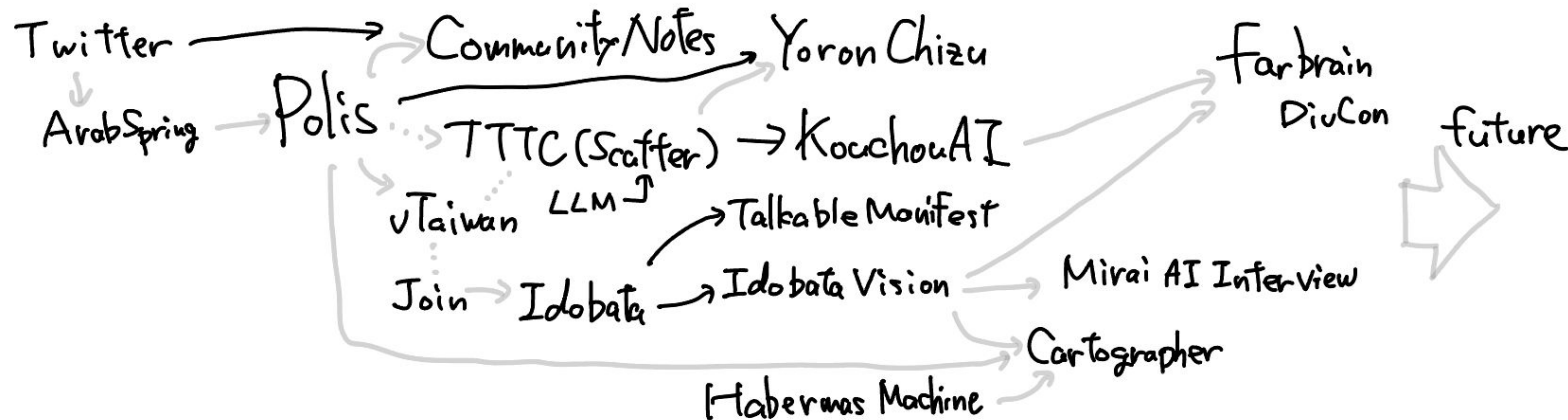 Twitter
Community Notes
Yoron Chizu
Farbrain
DivCon
ArabSpring
Polis
TTTC (Scatter)
KouchouAI
future
LLM
vTaiwan
Talkable Manifest
Join
Idobata
Idobata Vision
Mirai AI Interview
Cartographer
Habermas Machine